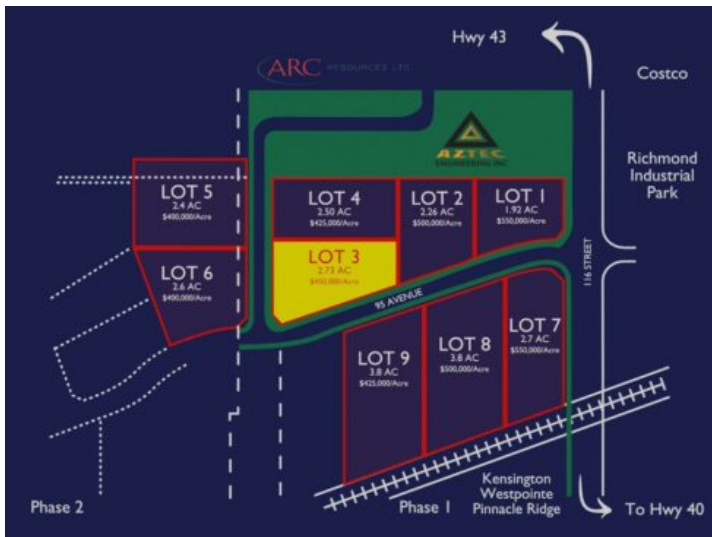 Hwy 43
ARC RESOURCES LTD.
Costco
AZTEC
ENGINEERING INC
Richmond
Industrial
Park
LOT 5
2.4 AC
$400,000/Acre
LOT 4
2.50 AC
$425,000/Acre
LOT 2
2.26 AC
$500,000/Acre
LOT 1
1.92 AC
$550,000/Acre
LOT 3
2.73 AC
$450,000/Acre
LOT 6
2.6 AC
$400,000/Acre
116 STREET
95 AVENUE
LOT 7
2.7 AC
$550,000/Acre
LOT 8
3.8 AC
$500,000/Acre
LOT 9
3.8 AC
$425,000/Acre
Kensington
Westpointe
Pinnacle Ridge
Phase 2
Phase 1
To Hwy 40